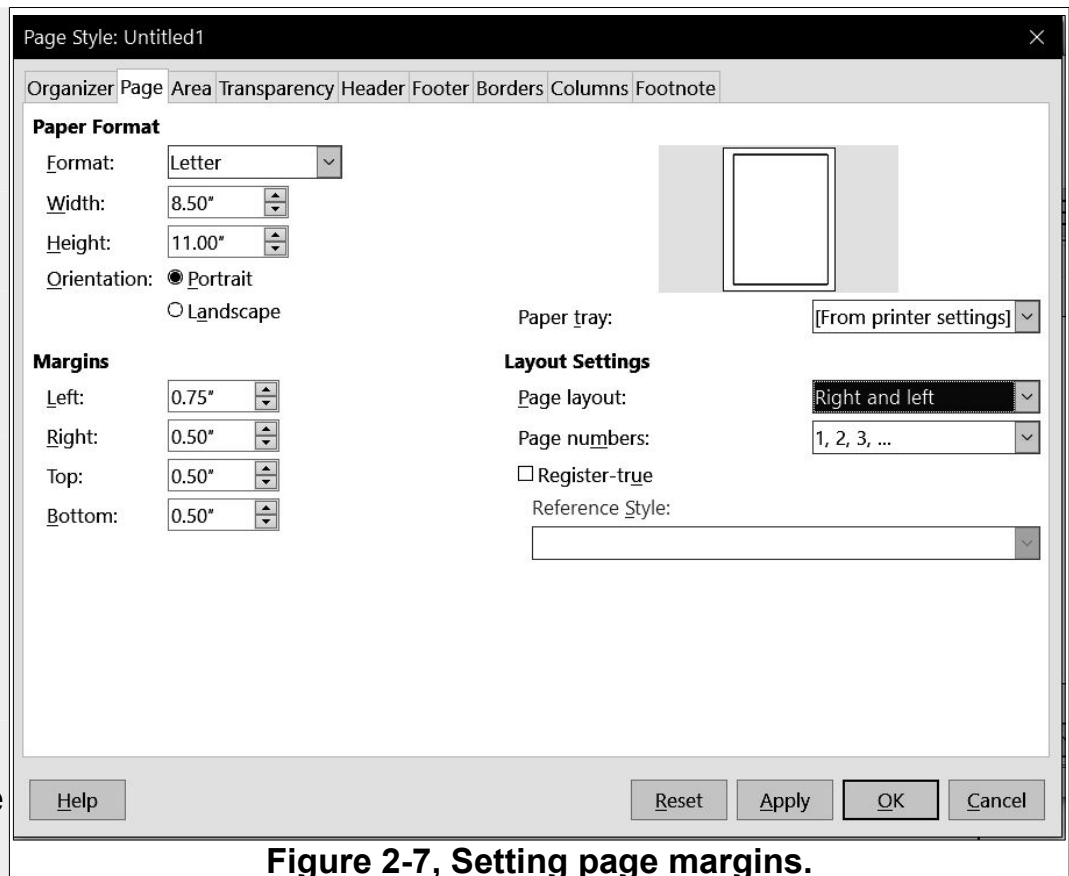 Page Style: Untitled1
Organizer Page Area Transparency Header Footer Borders Columns Footnote
Paper Format
Format: Letter
Width: 8.50"
Height: 11.00"
Orientation: Portrait
Landscape
Paper tray: [From printer settings]
Margins
Left: 0.75"
Right: 0.50"
Top: 0.50"
Bottom: 0.50"
Layout Settings
Page layout: Right and left
Page numbers: 1, 2, 3, ...
Register-true
Reference Style:
Help Reset Apply OK Cancel
Figure 2-7, Setting page margins.